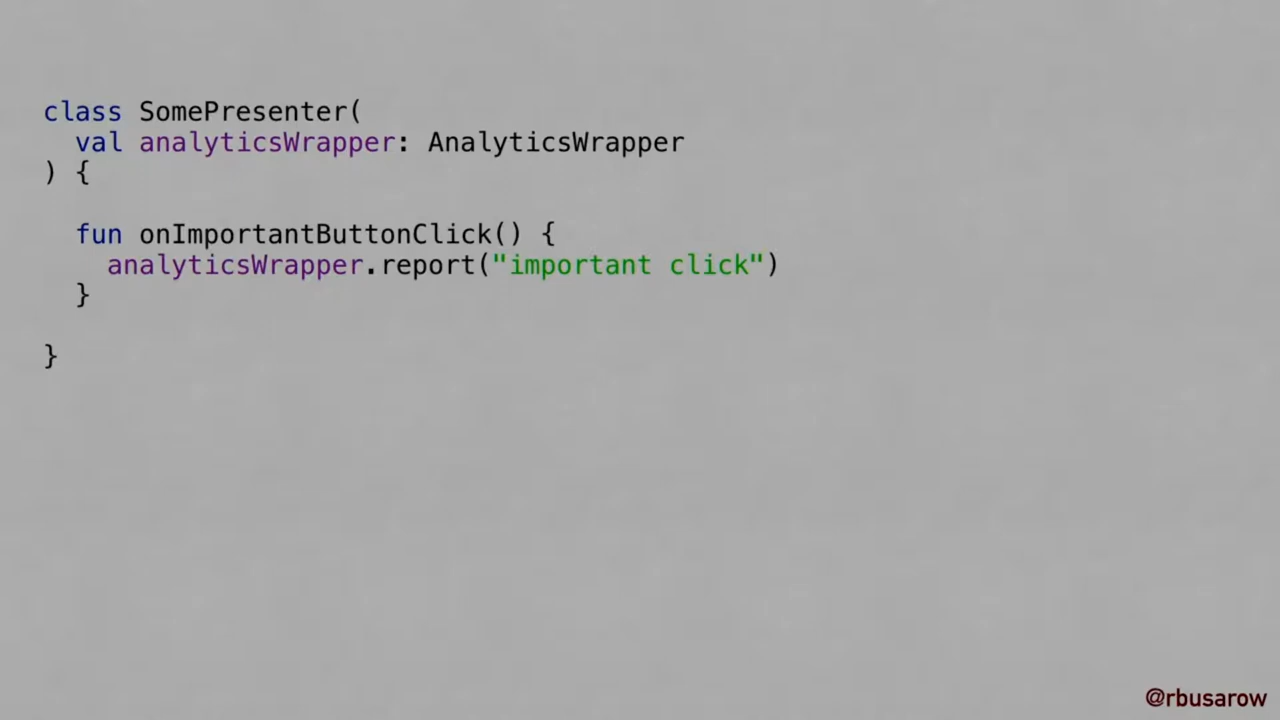 class SomePresenter(
  val analyticsWrapper: AnalyticsWrapper
) {
  fun onImportantButtonClick() {
    analyticsWrapper.report("important click")
  }
}
@rbusarow